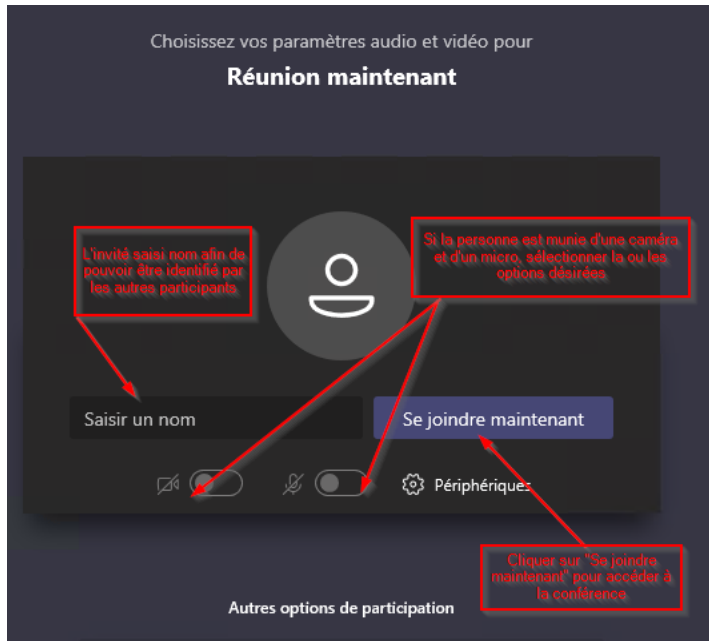 Choisissez vos paramètres audio et vidéo pour
Réunion maintenant
L'invité saisi nom afin de
pouvoir être identifié par
les autres participants
Si la personne est munie d'une caméra
et d'un micro, sélectionner la ou les
options désirées
Saisir un nom
Se joindre maintenant
Périphériques
Cliquer sur "Se joindre
maintenant" pour accéder à
la conférence
Autres options de participation